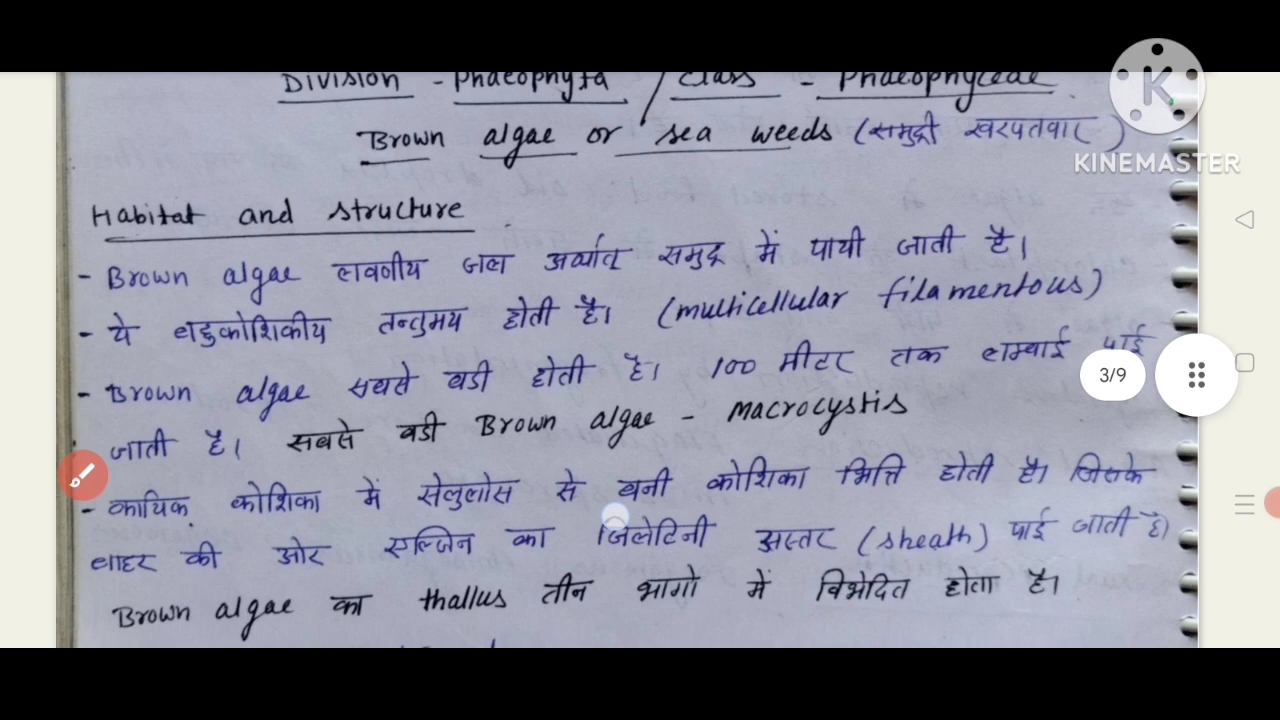 Division - Phaeophyta / Class - Phaeophyceae
Brown algae or sea weeds (समुद्री खरपतवार)
KINEMASTER
Habitat and structure
- Brown algae लवणीय जल अर्थात समुद्र में पायी जाती है।
- ये बहुकोशिकीय तन्तुमय होती है। (multicellular filamentous)
- Brown algae सबसे बडी होती है। 100 मीटर तक लम्बाई पाई
3/9
जाती है। सबसे बडी Brown algae - macrocystis
- कायिक कोशिका में सेलुलोस से बनी कोशिका भित्ति होती है। जिसके
बाहर की ओर एल्जिन का जिलेटिनी अस्तर (sheath) पाई जाती है।
Brown algae का thallus तीन भागो में विभेदित होता है।